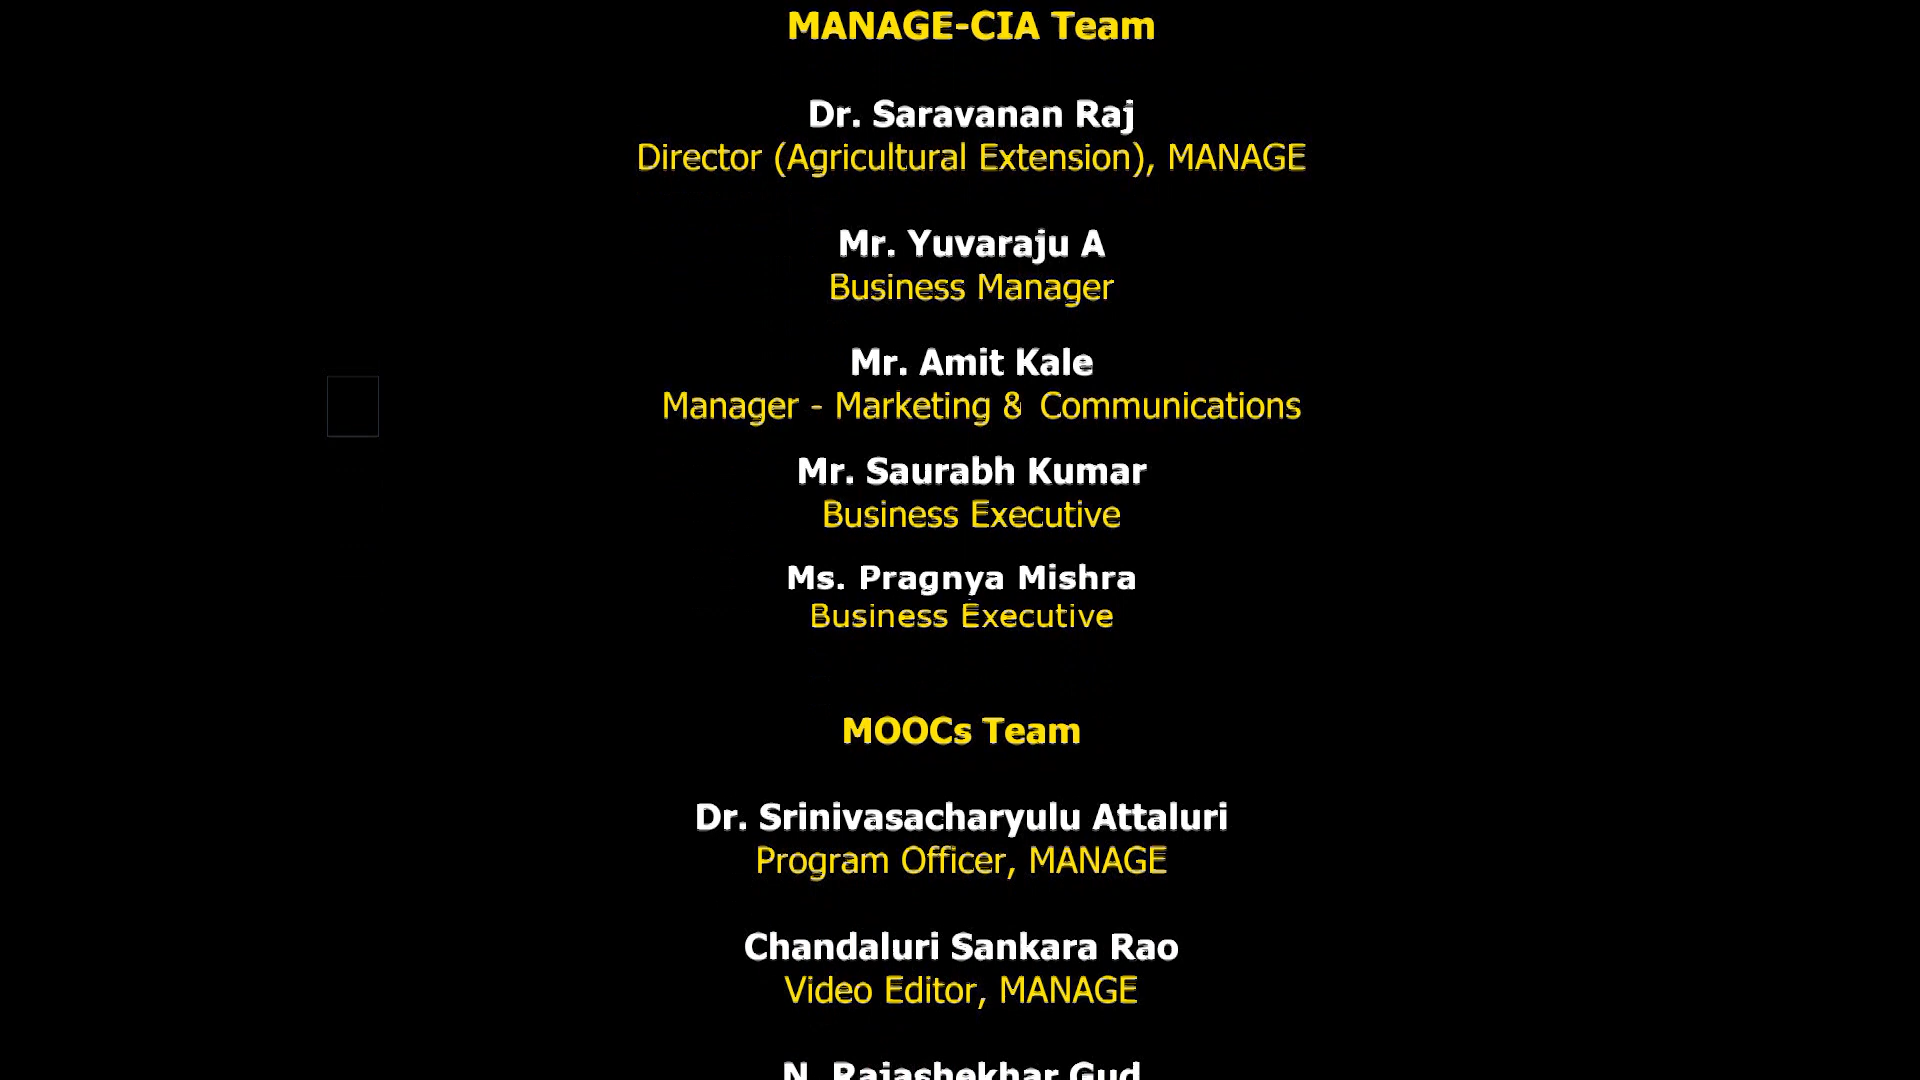 MANAGE-CIA Team
Dr. Saravanan Raj
Director (Agricultural Extension), MANAGE
Mr. Yuvaraju A
Business Manager
Mr. Amit Kale
Manager - Marketing & Communications
Mr. Saurabh Kumar
Business Executive
Ms. Pragnya Mishra
Business Executive
MOOCs Team
Dr. Srinivasacharyulu Attaluri
Program Officer, MANAGE
Chandaluri Sankara Rao
Video Editor, MANAGE
N. Rajashekhar Gud